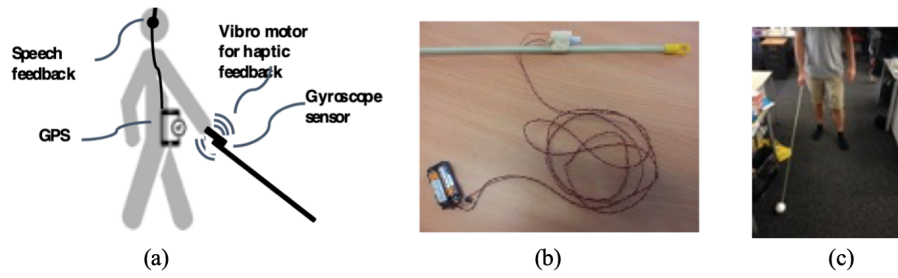 Speech
feedback
Vibro motor
for haptic
feedback
Gyroscope
sensor
GPS
(a)
(b)
(c)